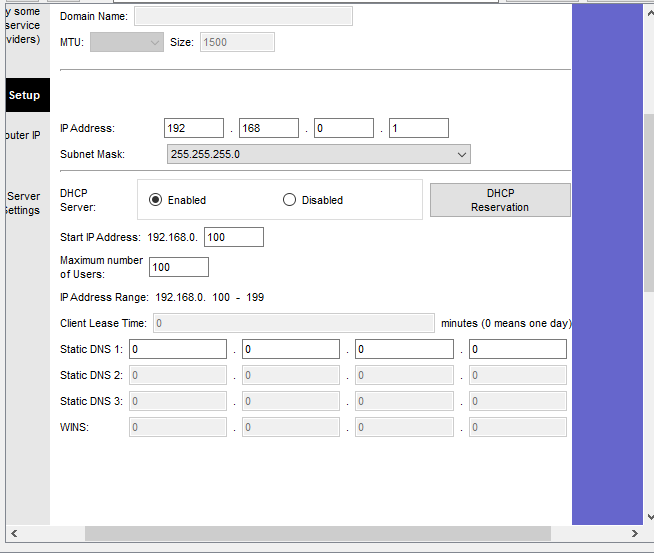 y some
service
viders)
Domain Name:
MTU: Size: 1500
Setup
outer IP
IP Address: 192 . 168 . 0 . 1
Subnet Mask: 255.255.255.0
Server
Settings
DHCP
Server: Enabled Disabled
DHCP
Reservation
Start IP Address: 192.168.0. 100
Maximum number
of Users: 100
IP Address Range: 192.168.0. 100 - 199
Client Lease Time: 0 minutes (0 means one day)
Static DNS 1: 0 . 0 . 0 . 0
Static DNS 2: 0 . 0 . 0 . 0
Static DNS 3: 0 . 0 . 0 . 0
WINS: 0 . 0 . 0 . 0